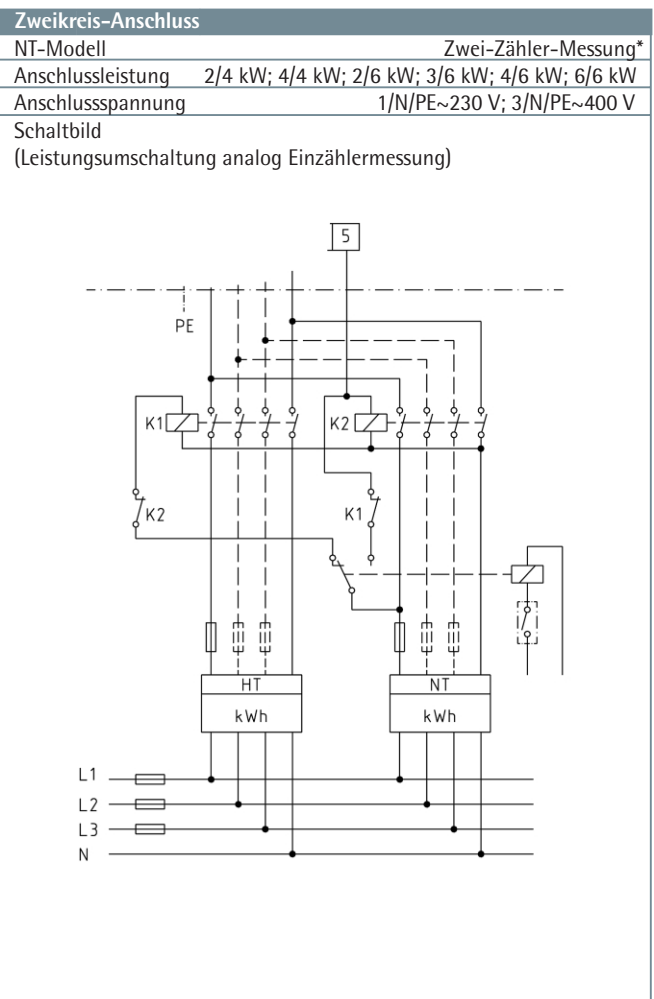 Zweikreis-Anschluss
NT-Modell Zwei-Zähler-Messung*
Anschlussleistung 2/4 kW; 4/4 kW; 2/6 kW; 3/6 kW; 4/6 kW; 6/6 kW
Anschlussspannung 1/N/PE~230 V; 3/N/PE~400 V
Schaltbild
(Leistungsumschaltung analog Einzählermessung)
5
PE
K1 K2
K2 K1
HT NT
kWh kWh
L1
L2
L3
N